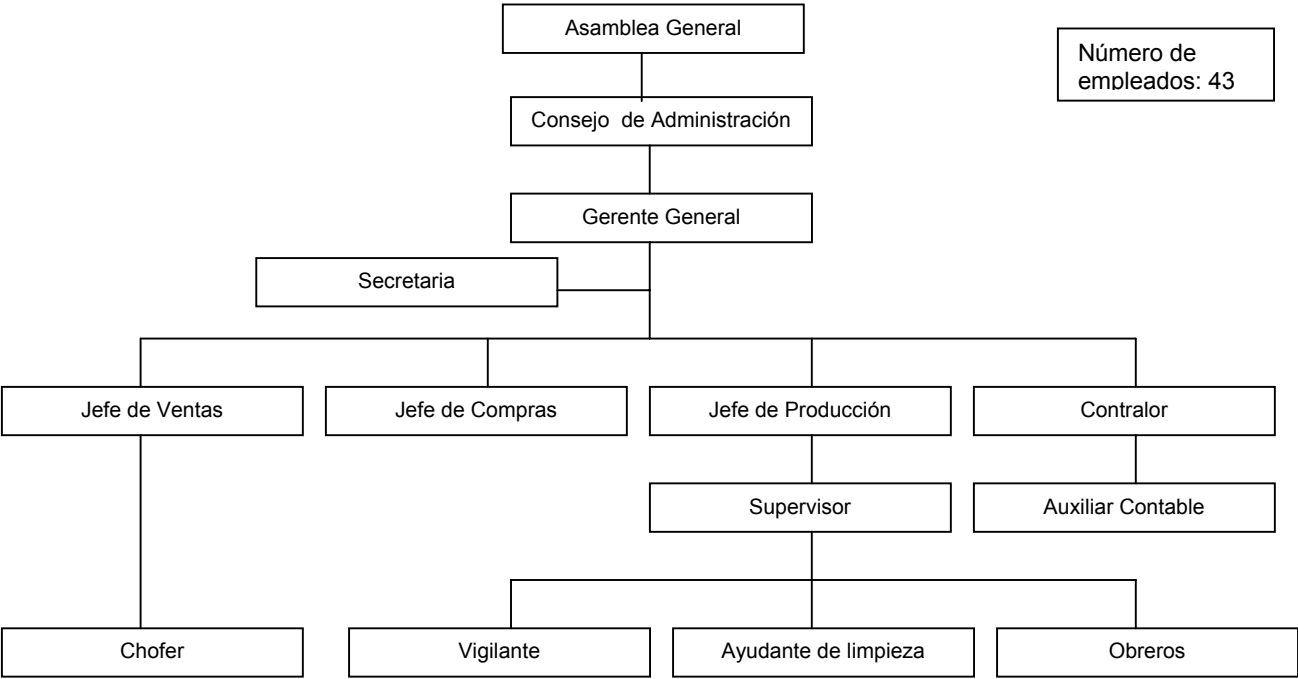 Asamblea General
Número de
empleados: 43
Consejo de Administración
Gerente General
Secretaria
Jefe de Ventas
Jefe de Compras
Jefe de Producción
Contralor
Supervisor
Auxiliar Contable
Chofer
Vigilante
Ayudante de limpieza
Obreros